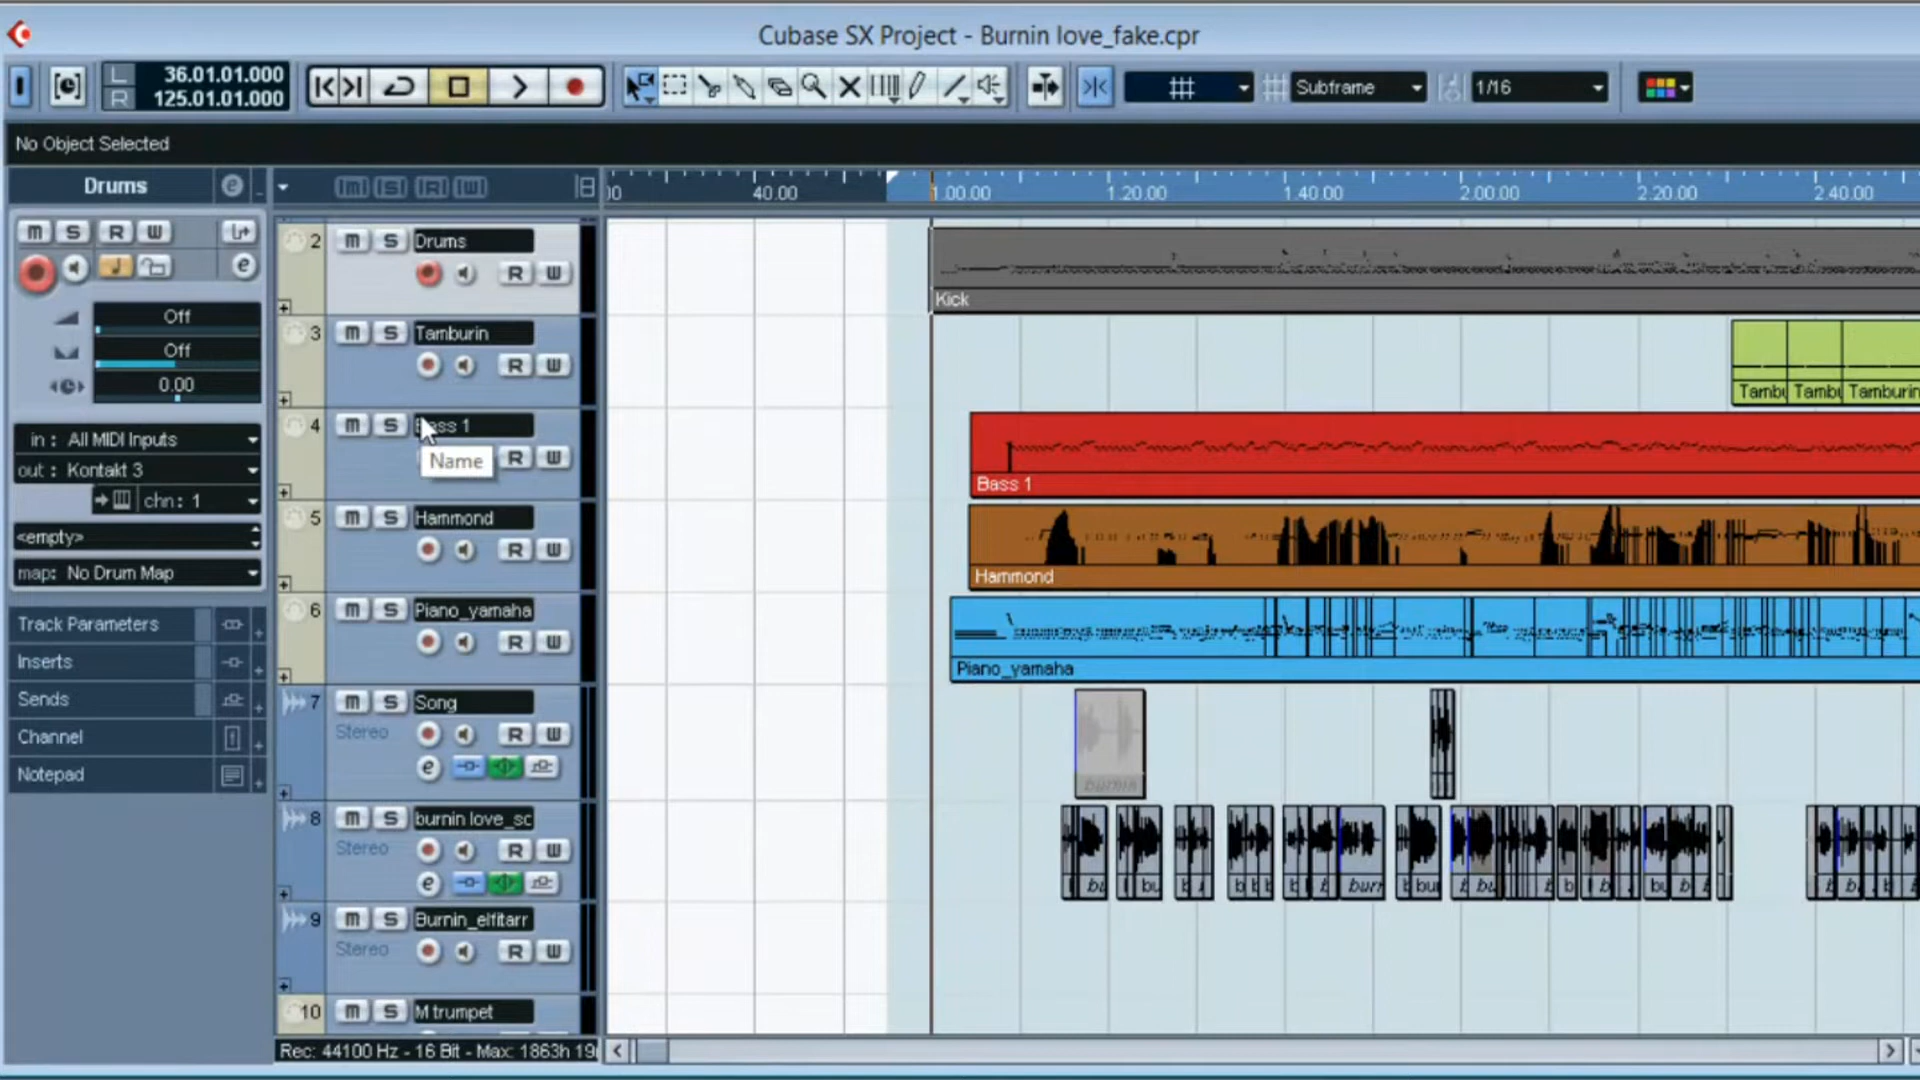 Cubase SX Project - Burnin love_fake.cpr
L 36.01.01.000
R 125.01.01.000
Subframe
1/16
No Object Selected
Drums
e
M S R W
40.00
1.00.00
1:20.00
1:40.00
2:00.00
2:20.00
2:40.00
M S R W
e
Off
Off
0.00
in : All MIDI Inputs
out : Kontakt 3
chn: 1
<empty>
map: No Drum Map
Track Parameters
Inserts
Sends
Channel
Notepad
2 M S Drums
R W
Kick
3 M S Tamburin
R W
Tambu Tambu Tamburin
4 M S Bass 1
Name R W
Bass 1
5 M S Hammond
R W
Hammond
6 M S Piano_yamaha
R W
Piano_yamaha
7 M S Song
Stereo R W
e
burnin
8 M S burnin love_sc
Stereo R W
e
9 M S Burnin_elfitarr
Stereo R W
10 M S M trumpet
Rec: 44100 Hz - 16 Bit - Max: 1863h 19